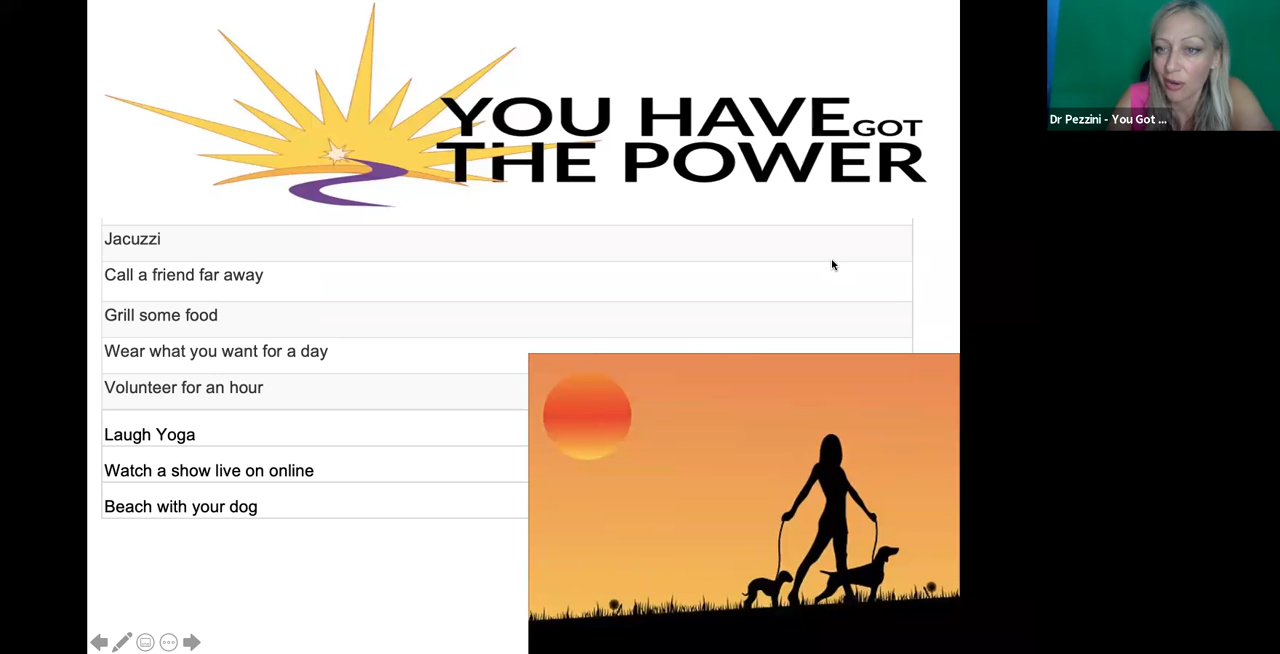 YOU HAVE GOT
THE POWER
Dr Pezzini - You Got ...
Jacuzzi
Call a friend far away
Grill some food
Wear what you want for a day
Volunteer for an hour
Laugh Yoga
Watch a show live on online
Beach with your dog